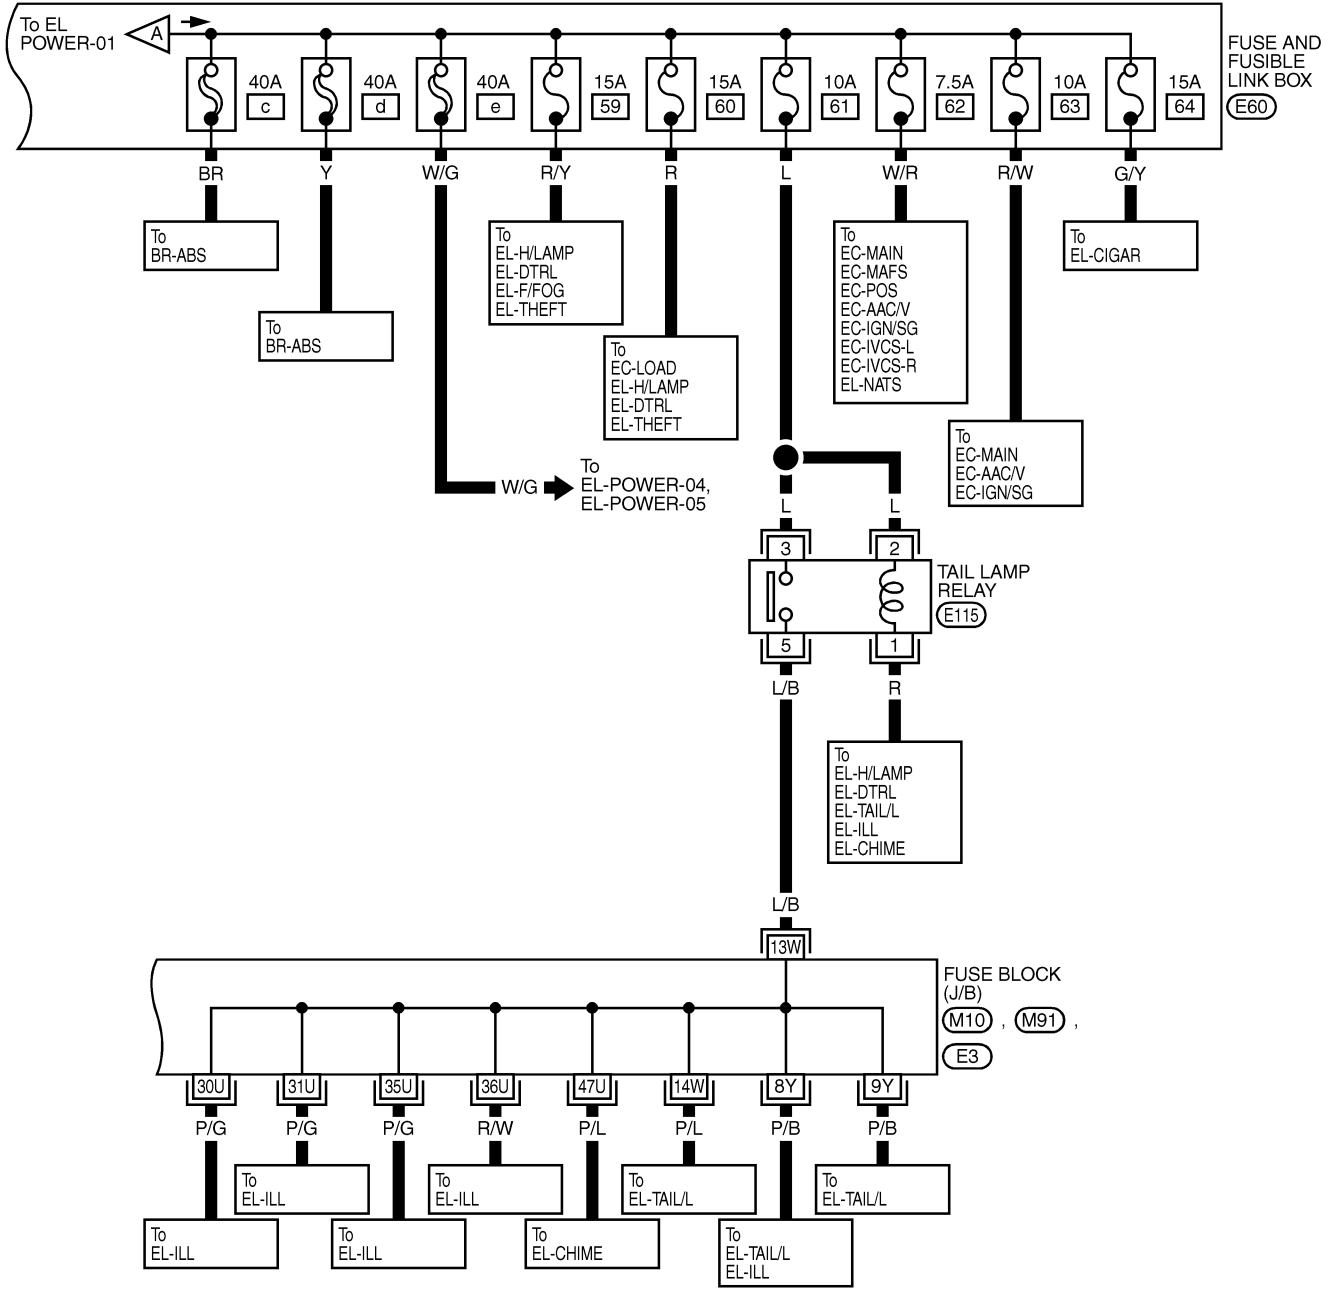 To EL
POWER-01
A
40A
c
40A
d
40A
e
15A
59
15A
60
10A
61
7.5A
62
10A
63
15A
64
FUSE AND
FUSIBLE
LINK BOX
E60
BR
Y
W/G
R/Y
R
L
W/R
R/W
G/Y
To
BR-ABS
To
BR-ABS
To
EL-H/LAMP
EL-DTRL
EL-F/FOG
EL-THEFT
To
EC-LOAD
EL-H/LAMP
EL-DTRL
EL-THEFT
To
EC-MAIN
EC-MAFS
EC-POS
EC-AAC/V
EC-IGN/SG
EC-IVCS-L
EC-IVCS-R
EL-NATS
To
EC-MAIN
EC-AAC/V
EC-IGN/SG
To
EL-CIGAR
W/G
To
EL-POWER-04,
EL-POWER-05
L
L
3
2
TAIL LAMP
RELAY
E115
5
1
L/B
R
To
EL-H/LAMP
EL-DTRL
EL-TAIL/L
EL-ILL
EL-CHIME
L/B
13W
FUSE BLOCK
(J/B)
M10 , M91 ,
E3
30U
31U
35U
36U
47U
14W
8Y
9Y
P/G
P/G
P/G
R/W
P/L
P/L
P/B
P/B
To
EL-ILL
To
EL-ILL
To
EL-TAIL/L
To
EL-TAIL/L
To
EL-ILL
To
EL-ILL
To
EL-CHIME
To
EL-TAIL/L
EL-ILL